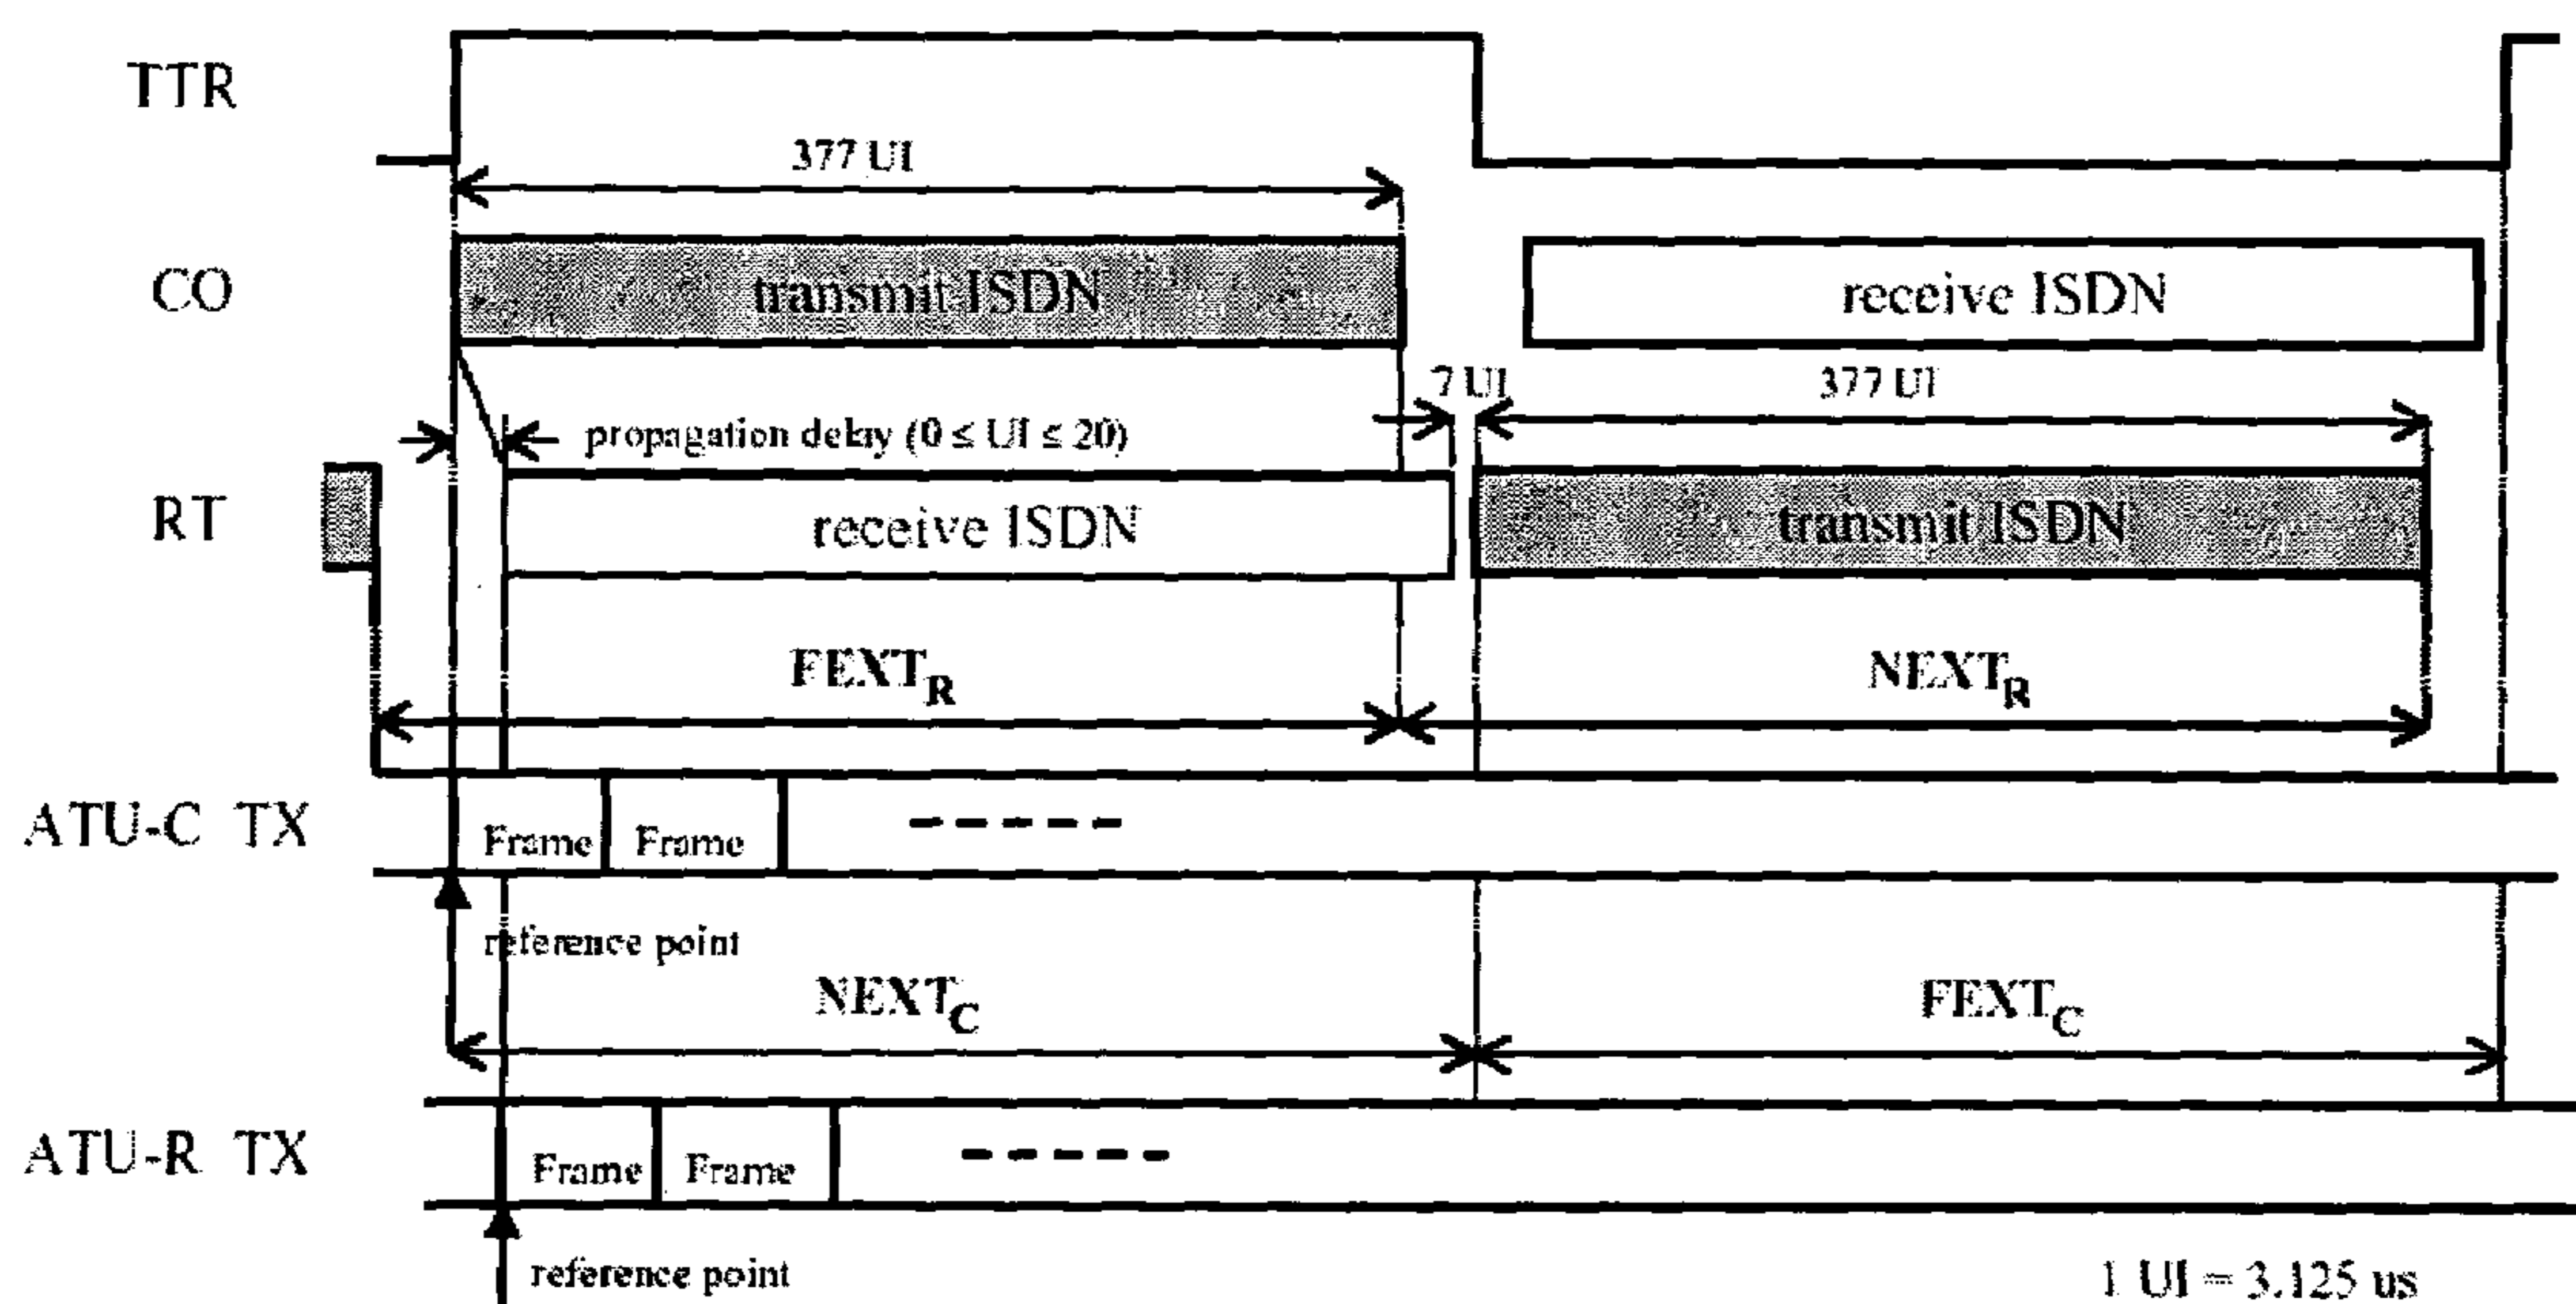 TTR
377 UI
CO
transmit ISDN
receive ISDN
7 UI
377 UI
propagation delay (0 ≤ UI ≤ 20)
RT
receive ISDN
transmit ISDN
FEXT_R
NEXT_R
ATU-C TX
Frame
Frame
reference point
NEXT_C
FEXT_C
ATU-R TX
Frame
Frame
reference point
1 UI = 3.125 us